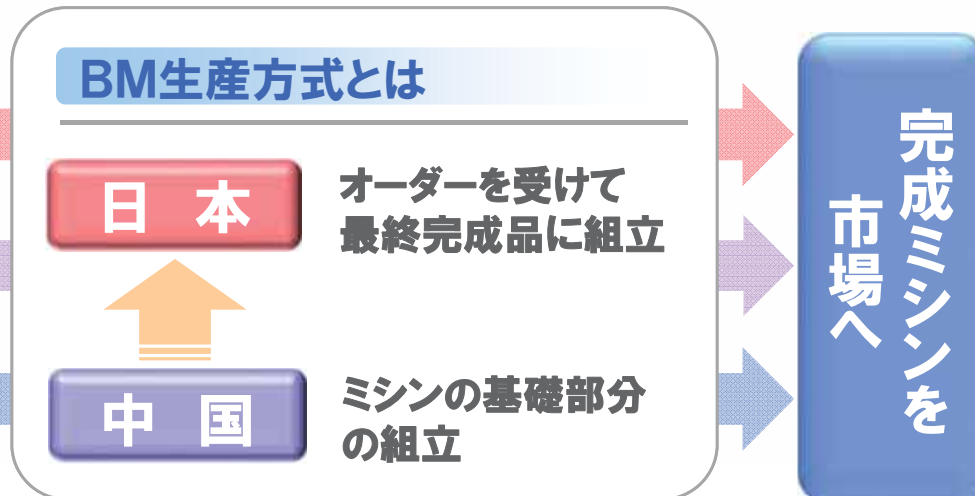 BM生産方式とは
日 本
オーダーを受けて
最終完成品に組立
中 国
ミシンの基礎部分
の組立
完成ミシンを
市場へ